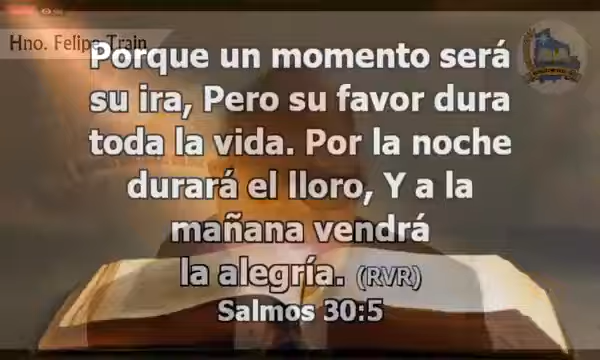 Hno. Felipe Train
Porque un momento será
su ira, Pero su favor dura
toda la vida. Por la noche
durará el lloro, Y a la
mañana vendrá
la alegría. (RVR)
Salmos 30:5